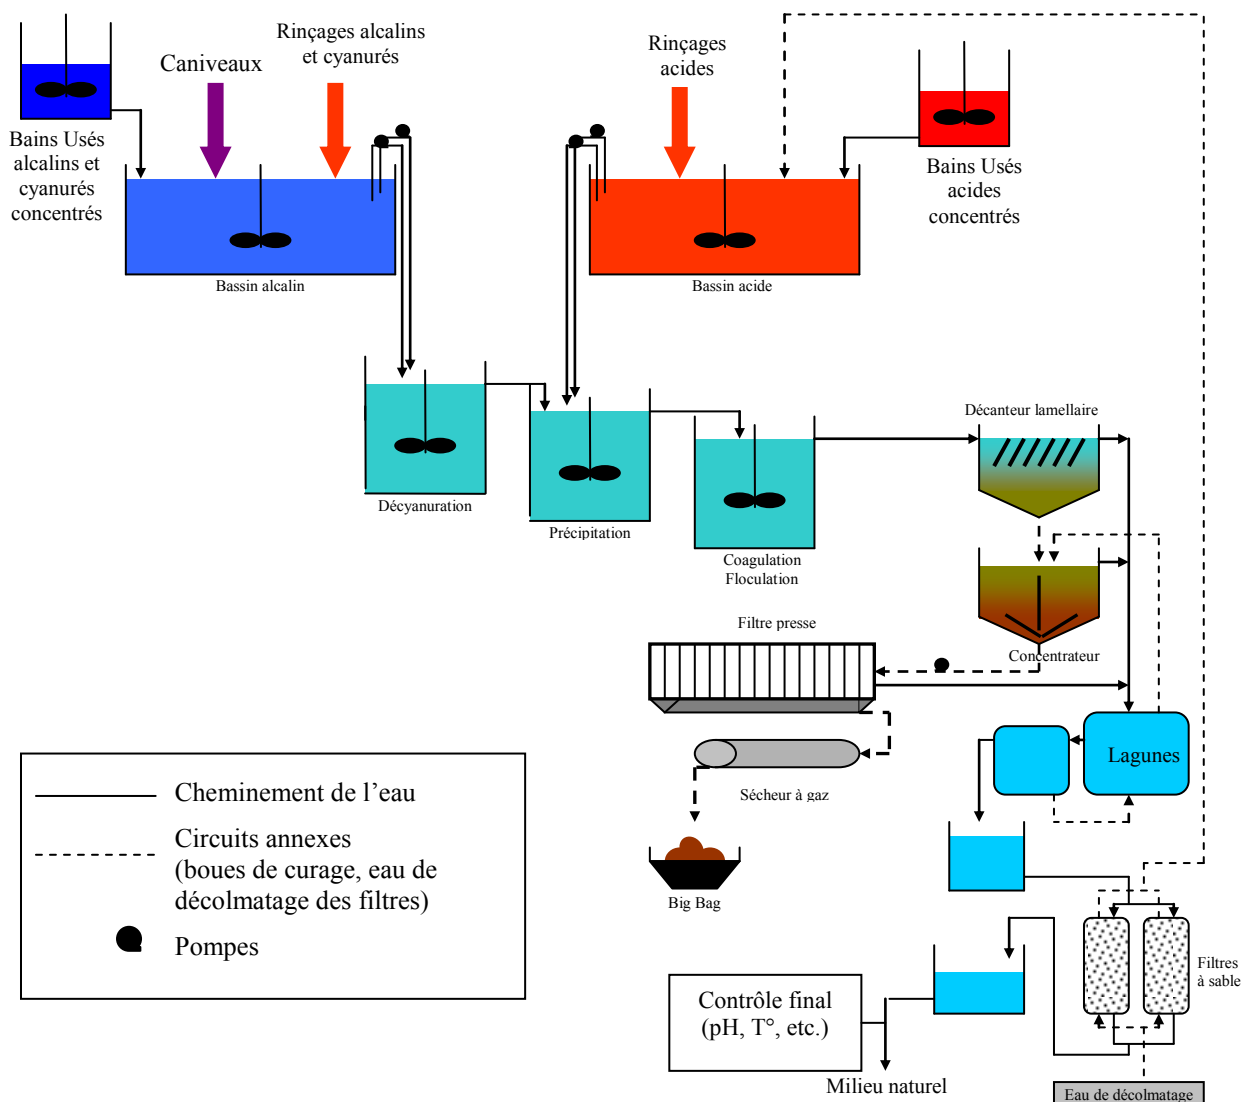 Rinçages alcalins
et cyanurés
Caniveaux
Rinçages
acides
Bains Usés
alcalins et
cyanurés
concentrés
Bains Usés
acides
concentrés
Bassin alcalin
Bassin acide
Décyanuration
Précipitation
Coagulation
Floculation
Décanteur lamellaire
Concentrateur
Filtre presse
Sécheur à gaz
Big Bag
Lagunes
Cheminement de l'eau
Circuits annexes
(boues de curage, eau de
décolmatage des filtres)
Pompes
Filtres
à sable
Contrôle final
(pH, T°, etc.)
Milieu naturel
Eau de décolmatage